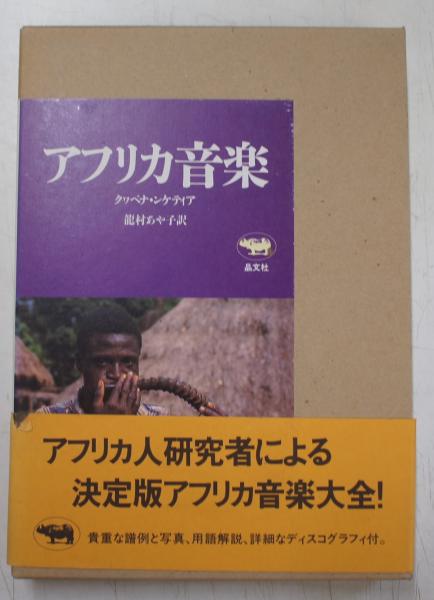 アフリカ音楽
クヮベナ・ンケティア
龍村あや子訳
晶文社
アフリカ人研究者による
決定版アフリカ音楽大全!
貴重な譜例と写真、用語解説、詳細なディスコグラフィ付。